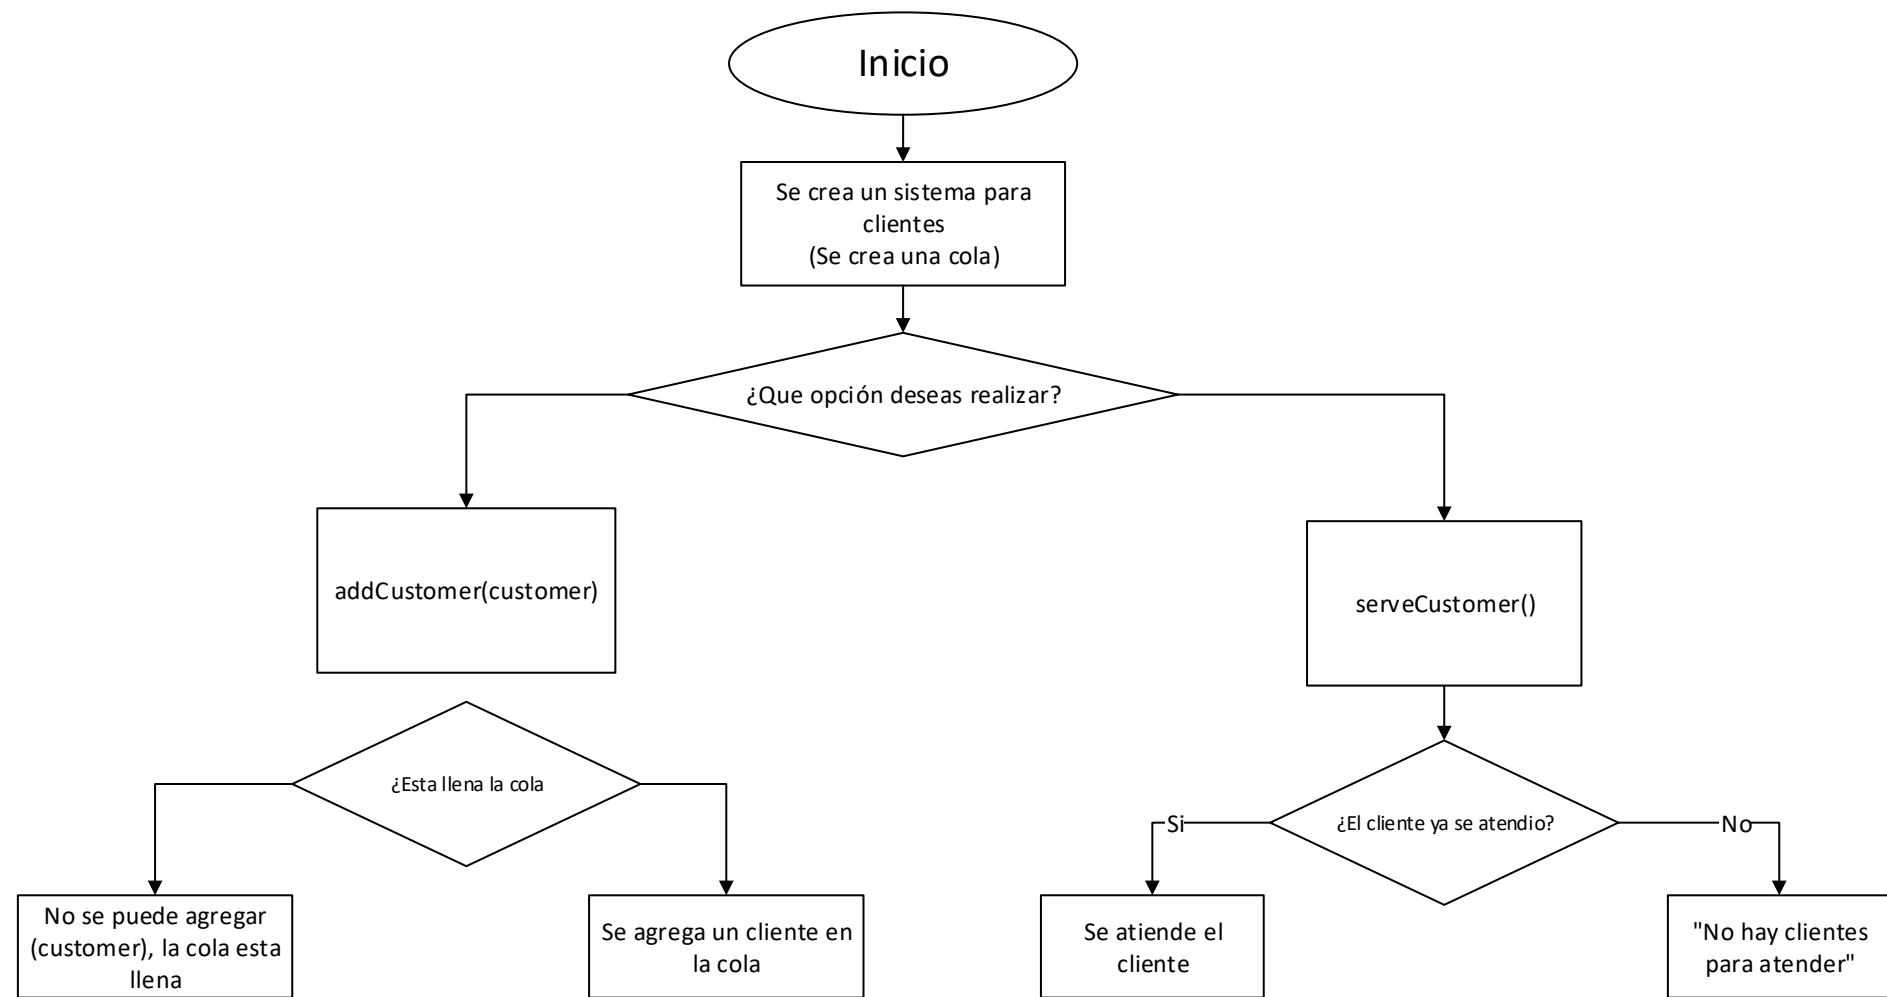 Inicio
Se crea un sistema para
clientes
(Se crea una cola)
¿Que opción deseas realizar?
addCustomer(customer)
serveCustomer()
¿Esta llena la cola
¿El cliente ya se atendio?
Si
No
No se puede agregar
(customer), la cola esta
llena
Se agrega un cliente en
la cola
Se atiende el
cliente
"No hay clientes
para atender"